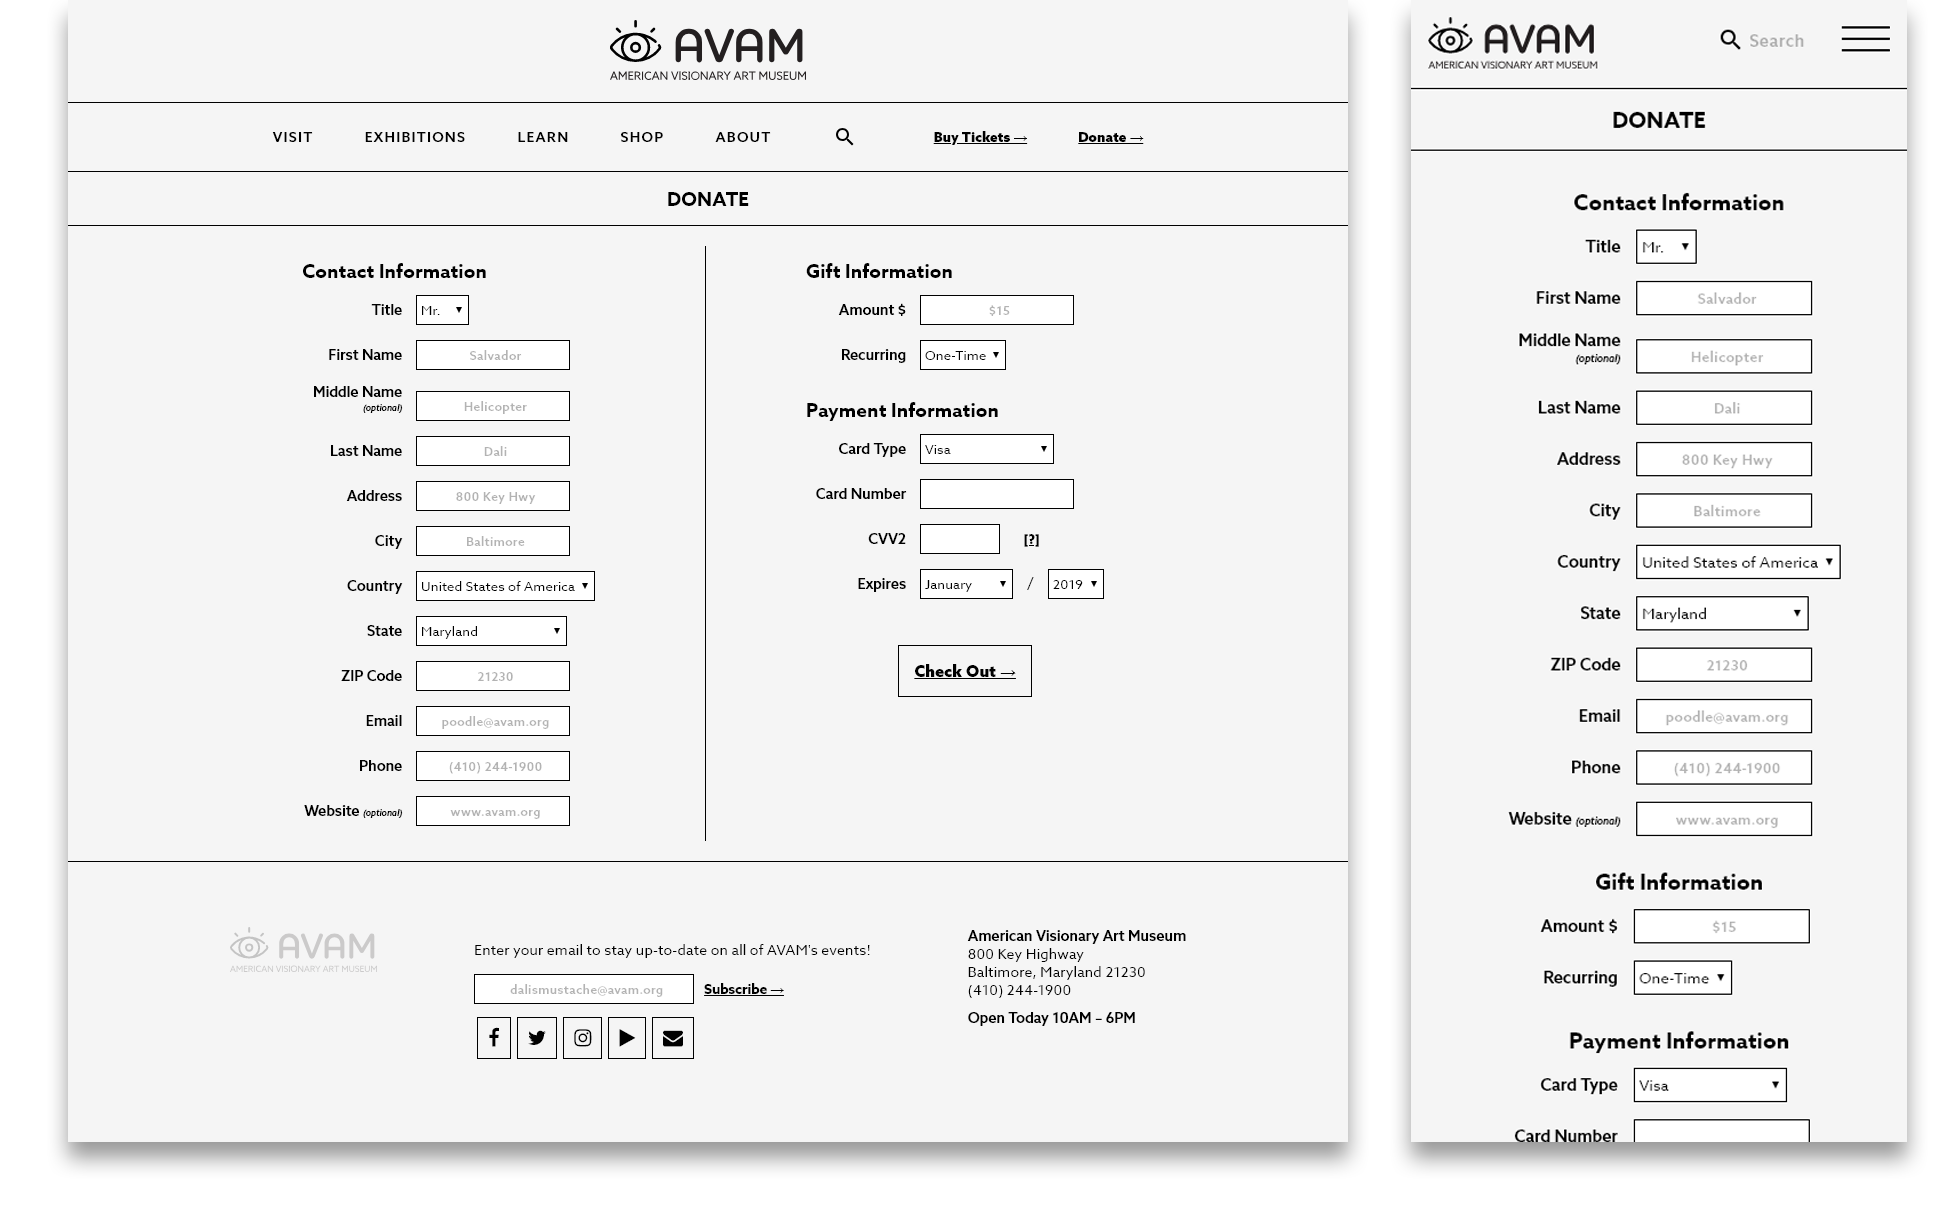 AVAM
AMERICAN VISIONARY ART MUSEUM
VISIT EXHIBITIONS LEARN SHOP ABOUT Buy Tickets → Donate →
DONATE
Contact Information
Title Mr.
First Name Salvador
Middle Name (optional) Helicopter
Last Name Dali
Address 800 Key Hwy
City Baltimore
Country United States of America
State Maryland
ZIP Code 21230
Email poodle@avam.org
Phone (410) 244-1900
Website (optional) www.avam.org
Gift Information
Amount $ $15
Recurring One-Time
Payment Information
Card Type Visa
Card Number
CVV2 [?]
Expires January / 2019
Check Out →
AVAM
AMERICAN VISIONARY ART MUSEUM
Enter your email to stay up-to-date on all of AVAM's events!
dalismustache@avam.org Subscribe →
American Visionary Art Museum
800 Key Highway
Baltimore, Maryland 21230
(410) 244-1900
Open Today 10AM – 6PM
AVAM
AMERICAN VISIONARY ART MUSEUM
Search
DONATE
Contact Information
Title Mr.
First Name Salvador
Middle Name (optional) Helicopter
Last Name Dali
Address 800 Key Hwy
City Baltimore
Country United States of America
State Maryland
ZIP Code 21230
Email poodle@avam.org
Phone (410) 244-1900
Website (optional) www.avam.org
Gift Information
Amount $ $15
Recurring One-Time
Payment Information
Card Type Visa
Card Number